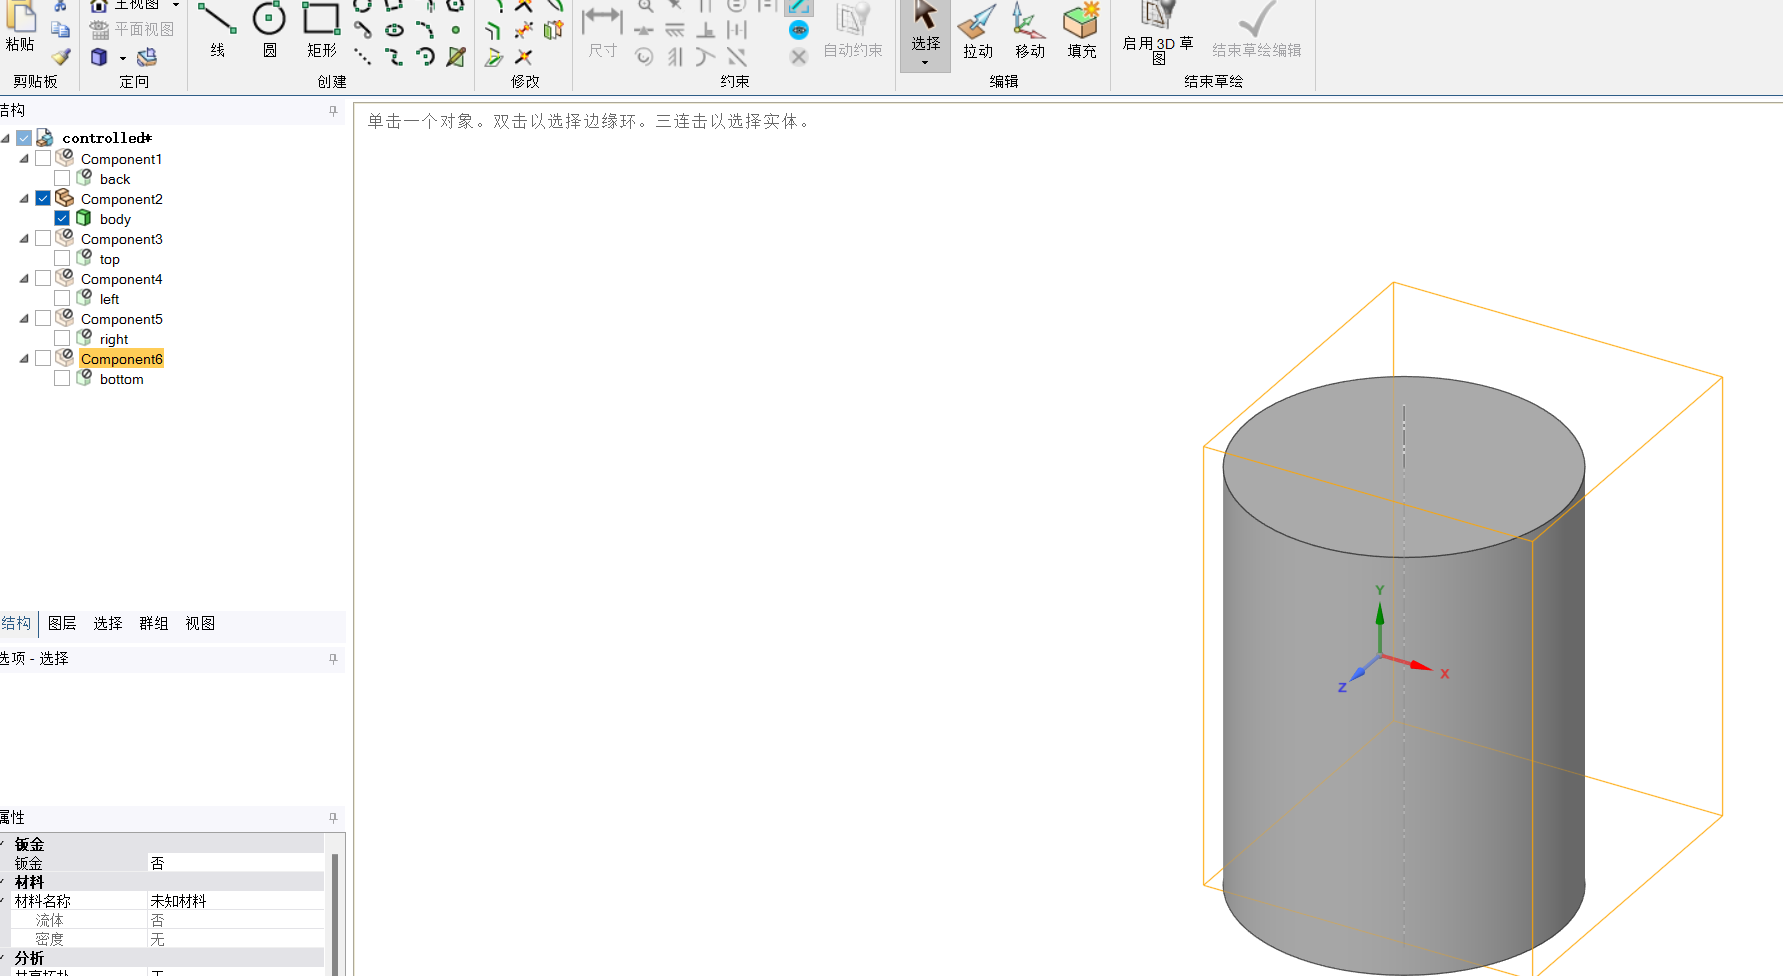 主视图
平面视图
粘贴
线
圆
矩形
尺寸
自动约束
选择
拉动
移动
填充
启用 3D 草图
结束草绘编辑
剪贴板
定向
创建
修改
约束
编辑
结束草绘
结构
单击一个对象。双击以选择边缘环。三连击以选择实体。
controlled*
Component1
back
Component2
body
Component3
top
Component4
left
Component5
right
Component6
bottom
Y
X
Z
结构 图层 选择 群组 视图
选项 - 选择
属性
钣金
钣金 否
材料
材料名称 未知材料
流体 否
密度 无
分析
共享拓扑 无